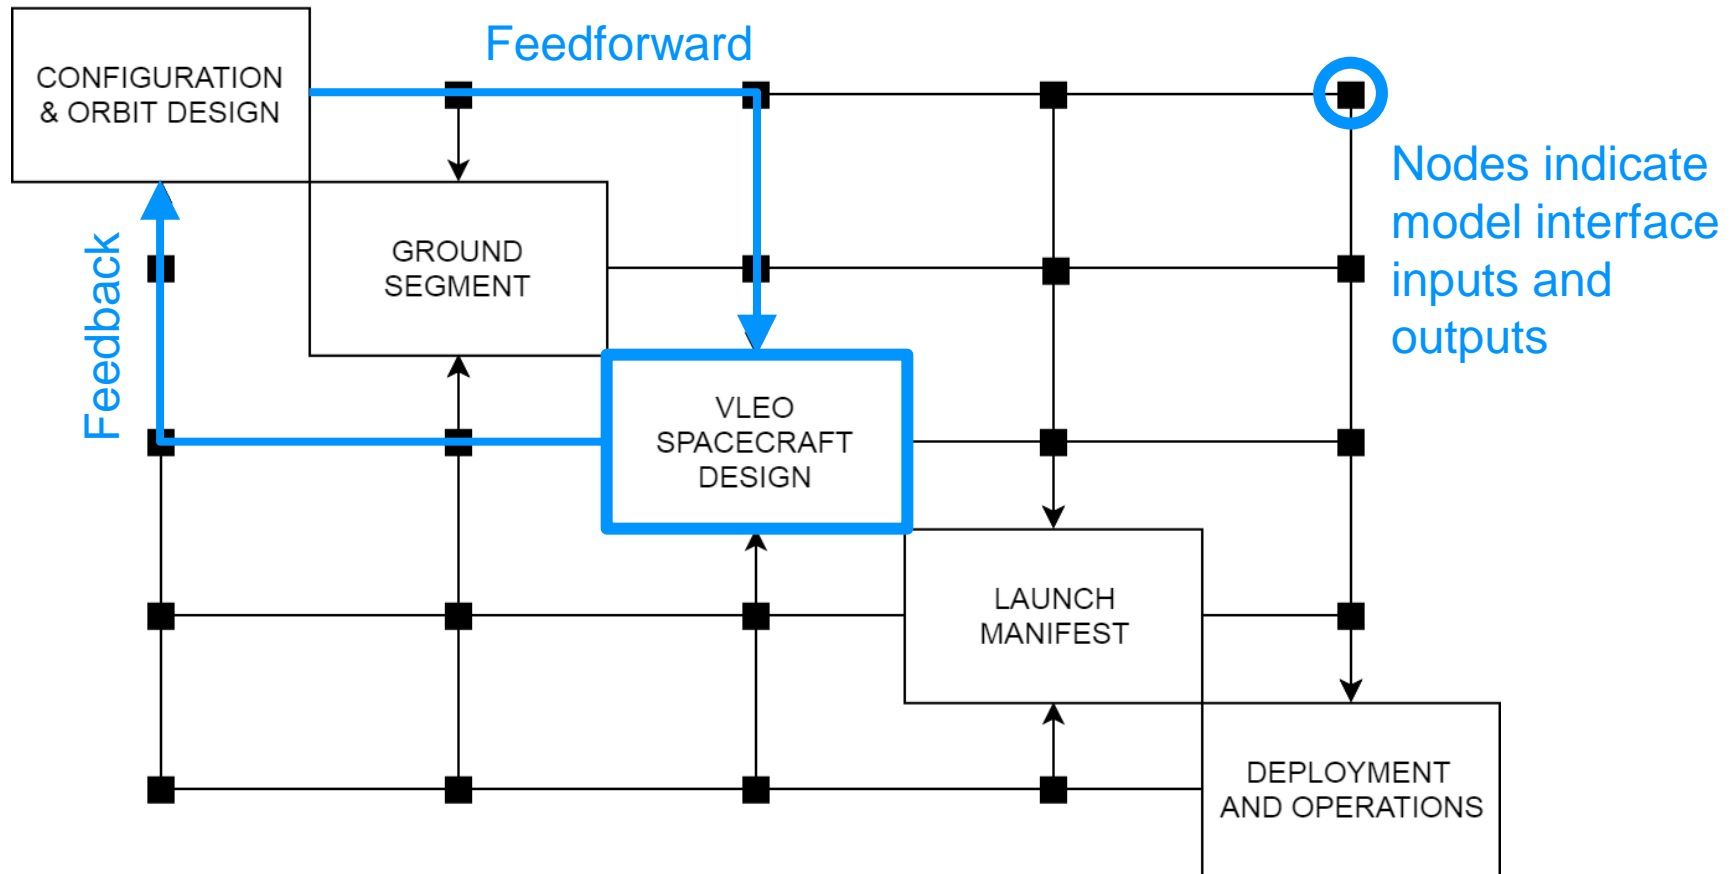 Feedforward
CONFIGURATION
& ORBIT DESIGN
Nodes indicate
model interface
inputs and
outputs
Feedback
GROUND
SEGMENT
VLEO
SPACECRAFT
DESIGN
LAUNCH
MANIFEST
DEPLOYMENT
AND OPERATIONS